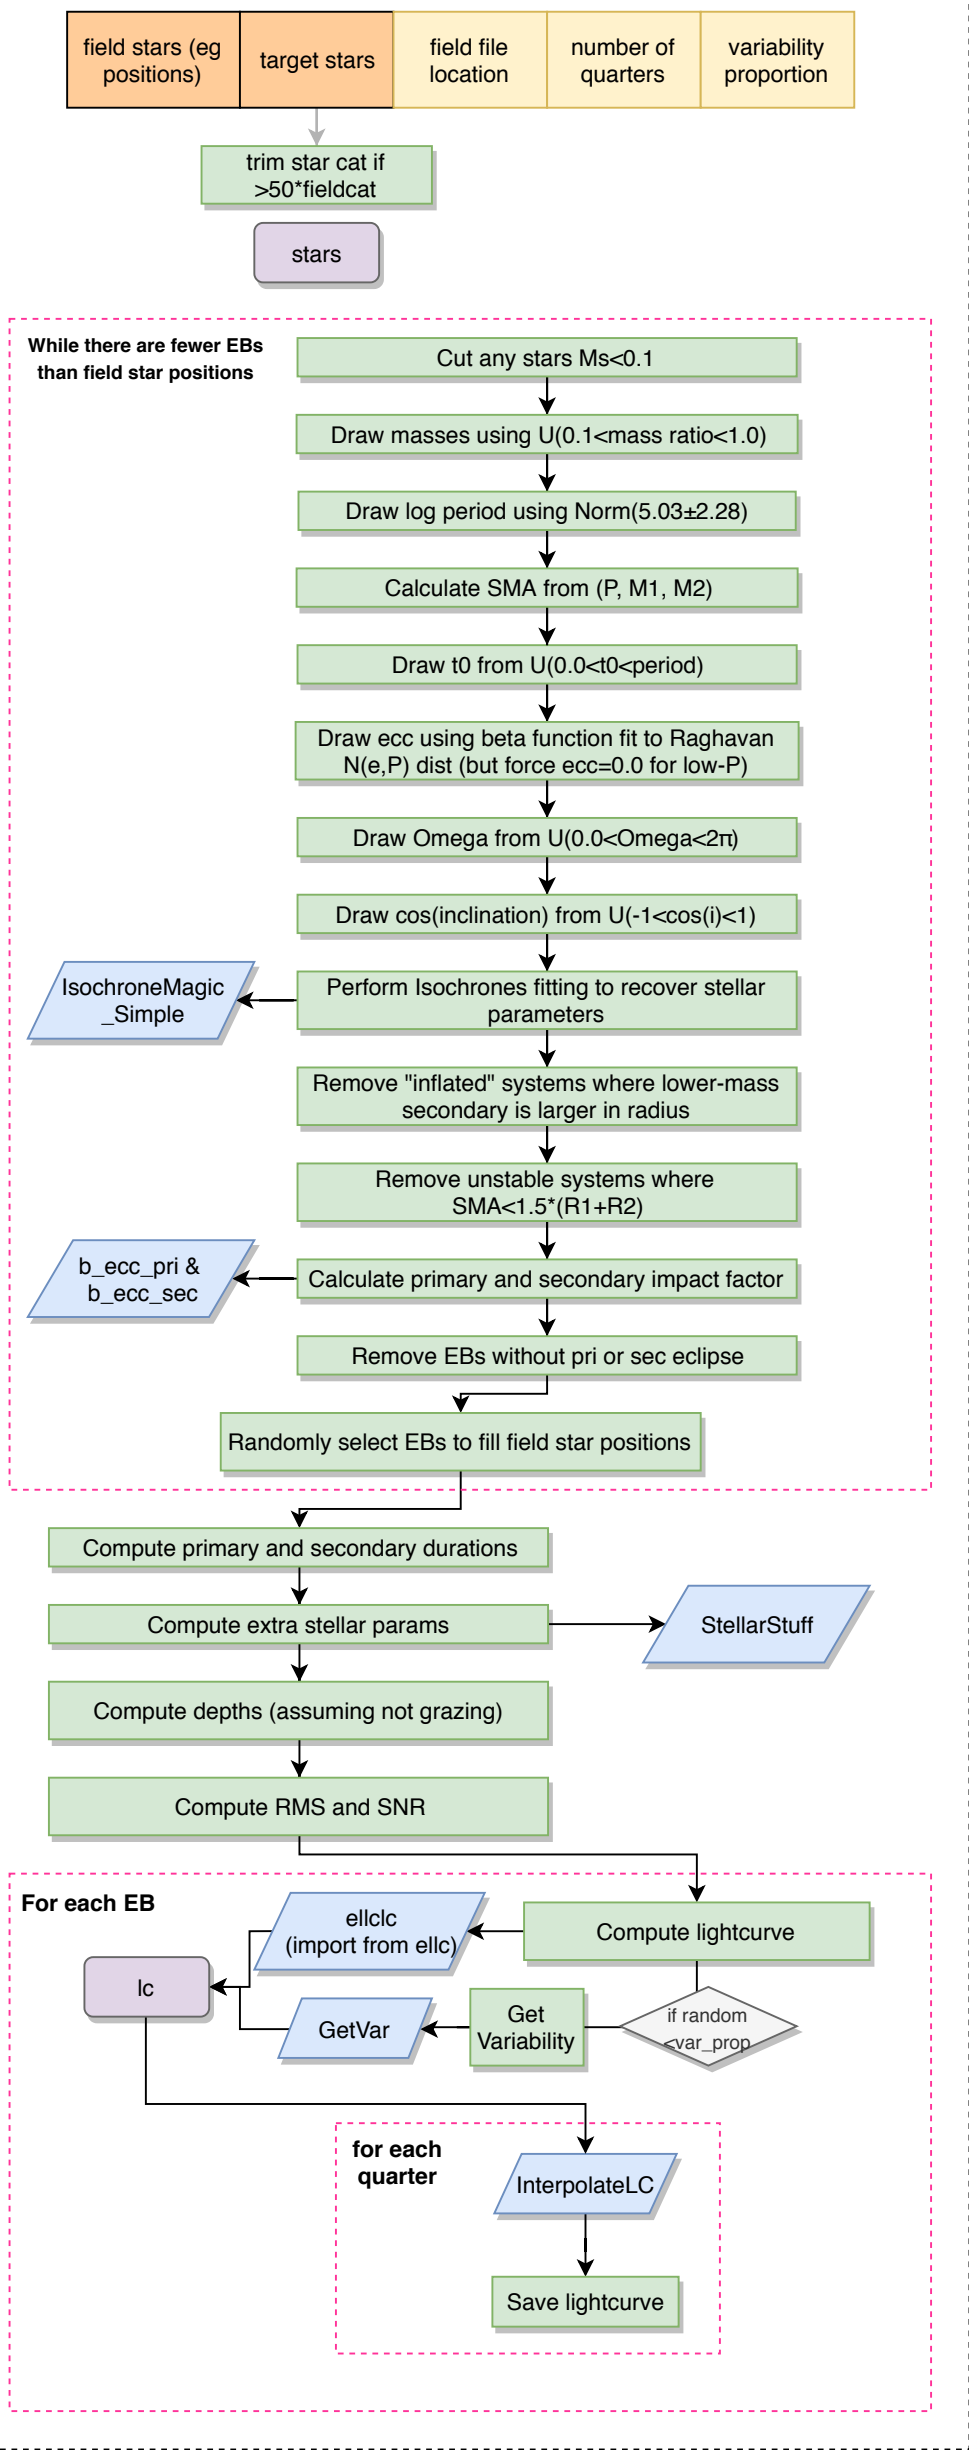 field stars (eg
positions)
target stars
field file
location
number of
quarters
variability
proportion
trim star cat if
>50*fieldcat
stars
While there are fewer EBs
than field star positions
Cut any stars Ms<0.1
Draw masses using U(0.1<mass ratio<1.0)
Draw log period using Norm(5.03±2.28)
Calculate SMA from (P, M1, M2)
Draw t0 from U(0.0<t0<period)
Draw ecc using beta function fit to Raghavan
N(e,P) dist (but force ecc=0.0 for low-P)
Draw Omega from U(0.0<Omega<2π)
Draw cos(inclination) from U(-1<cos(i)<1)
IsochroneMagic
_Simple
Perform Isochrones fitting to recover stellar
parameters
Remove "inflated" systems where lower-mass
secondary is larger in radius
Remove unstable systems where
SMA<1.5*(R1+R2)
b_ecc_pri &
b_ecc_sec
Calculate primary and secondary impact factor
Remove EBs without pri or sec eclipse
Randomly select EBs to fill field star positions
Compute primary and secondary durations
Compute extra stellar params
StellarStuff
Compute depths (assuming not grazing)
Compute RMS and SNR
For each EB
ellclc
(import from ellc)
Compute lightcurve
lc
GetVar
Get
Variability
if random
<var_prop
for each
quarter
InterpolateLC
Save lightcurve